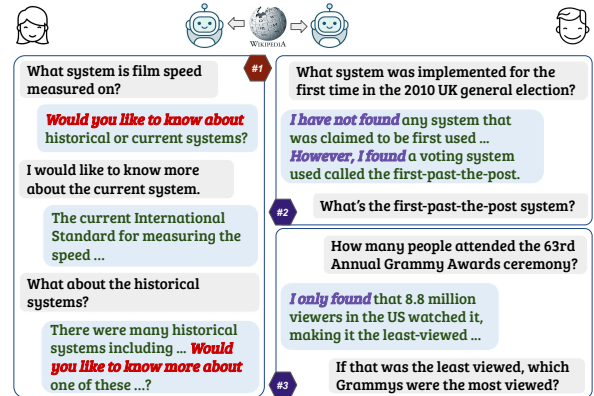 WIKIPEDIA
#1
What system is film speed
measured on?
Would you like to know about
historical or current systems?
I would like to know more
about the current system.
The current International
Standard for measuring the
speed ...
What about the historical
systems?
There were many historical
systems including ... Would
you like to know more about
one of these ...?
What system was implemented for the
first time in the 2010 UK general election?
I have not found any system that
was claimed to be first used ...
However, I found a voting system
used called the first-past-the-post.
#2
What's the first-past-the-post system?
How many people attended the 63rd
Annual Grammy Awards ceremony?
I only found that 8.8 million
viewers in the US watched it,
making it the least-viewed ...
#3
If that was the least viewed, which
Grammys were the most viewed?